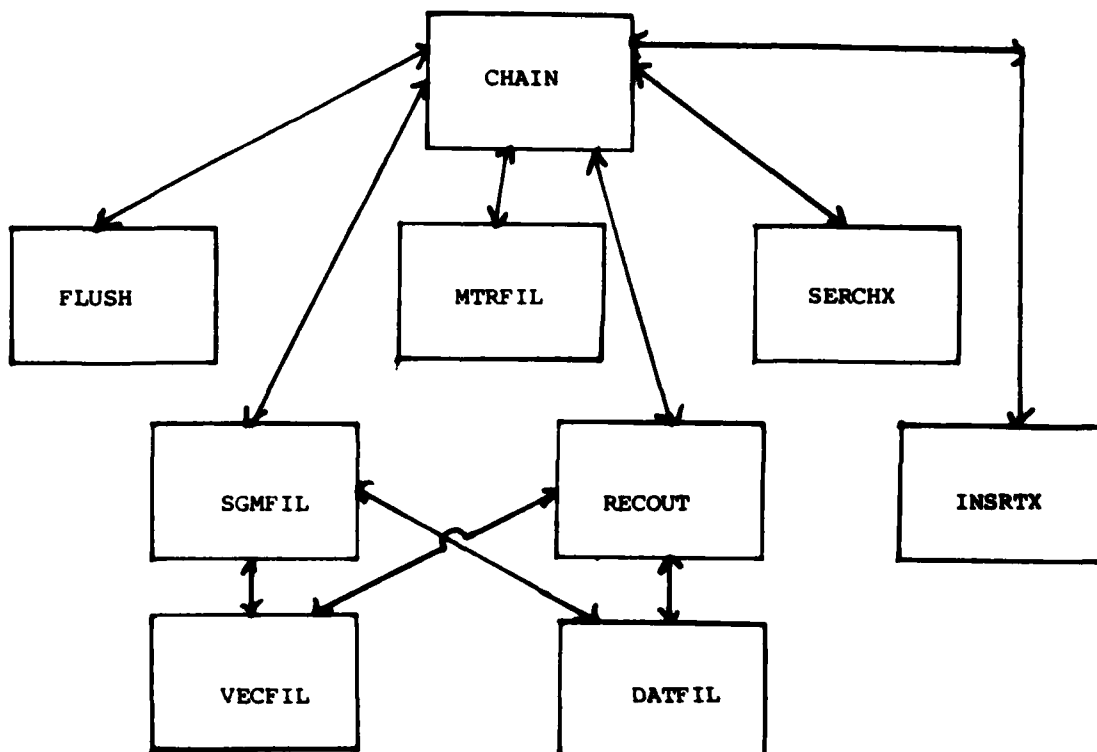 CHAIN
FLUSH
MTRFIL
SERCHX
SGMFIL
RECOUT
INSRTX
VECFIL
DATFIL